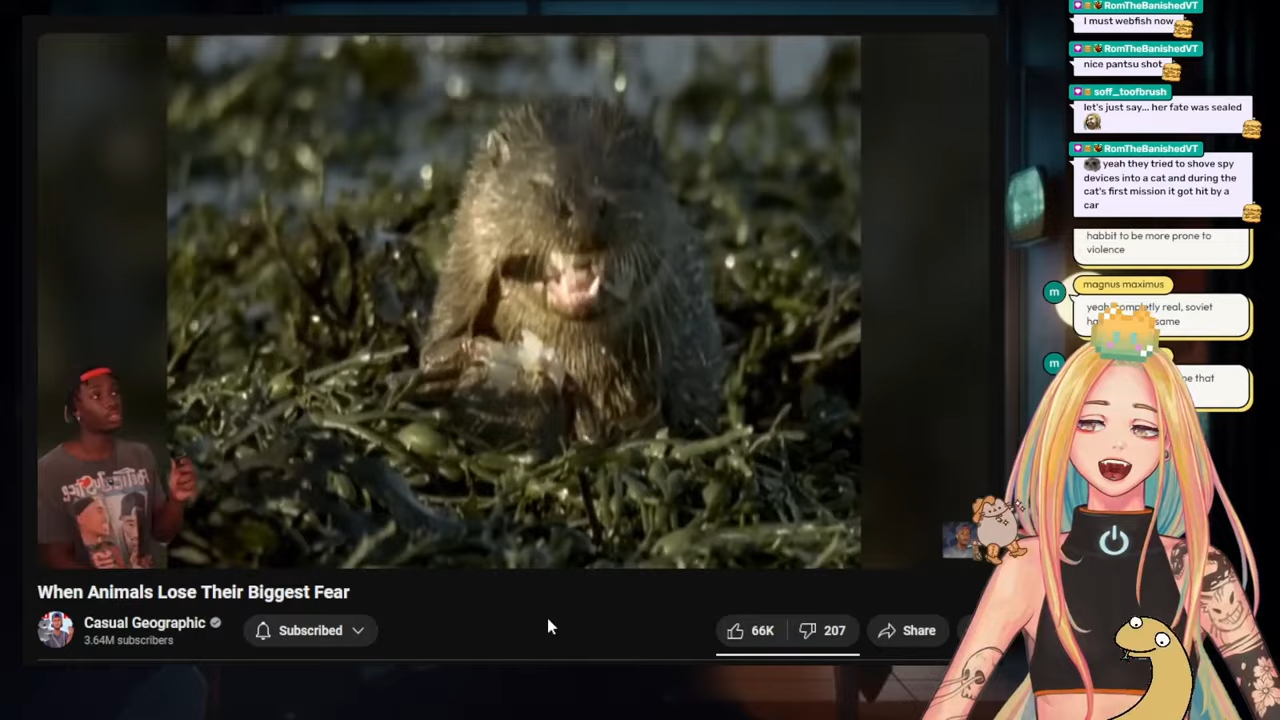 RomTheBanishedVT
I must webfish now
RomTheBanishedVT
nice pantsu shot
soff_toofbrush
let's just say... her fate was sealed
RomTheBanishedVT
yeah they tried to shove spy
devices into a cat and during the
cat's first mission it got hit by a
car
habbit to be more prone to
violence
m
magnus maximus
soviet
same
m
that
When Animals Lose Their Biggest Fear
Casual Geographic
3.64M subscribers
Subscribed
66K
207
Share